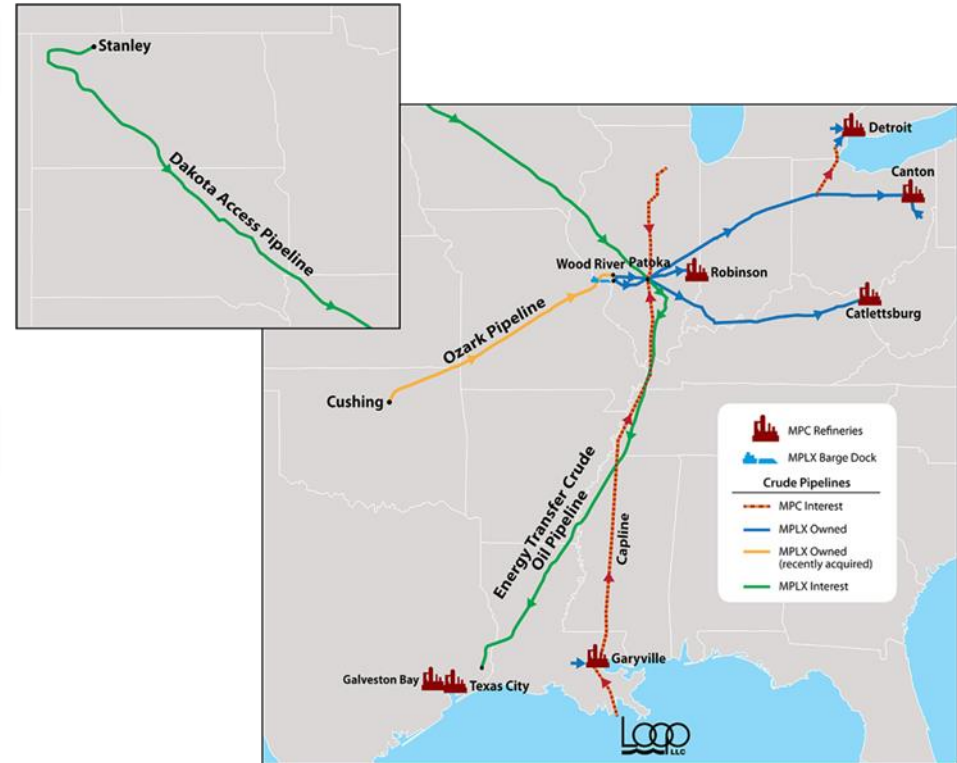 Stanley
Dakota Access Pipeline
Detroit
Canton
Wood River
Patoka
Robinson
Catlettsburg
Ozark Pipeline
Cushing
Energy Transfer Crude
Oil Pipeline
Capline
MPC Refineries
MPLX Barge Dock
Crude Pipelines
MPC Interest
MPLX Owned
MPLX Owned
(recently acquired)
MPLX Interest
Garyville
Galveston Bay
Texas City
LOOP
LLC